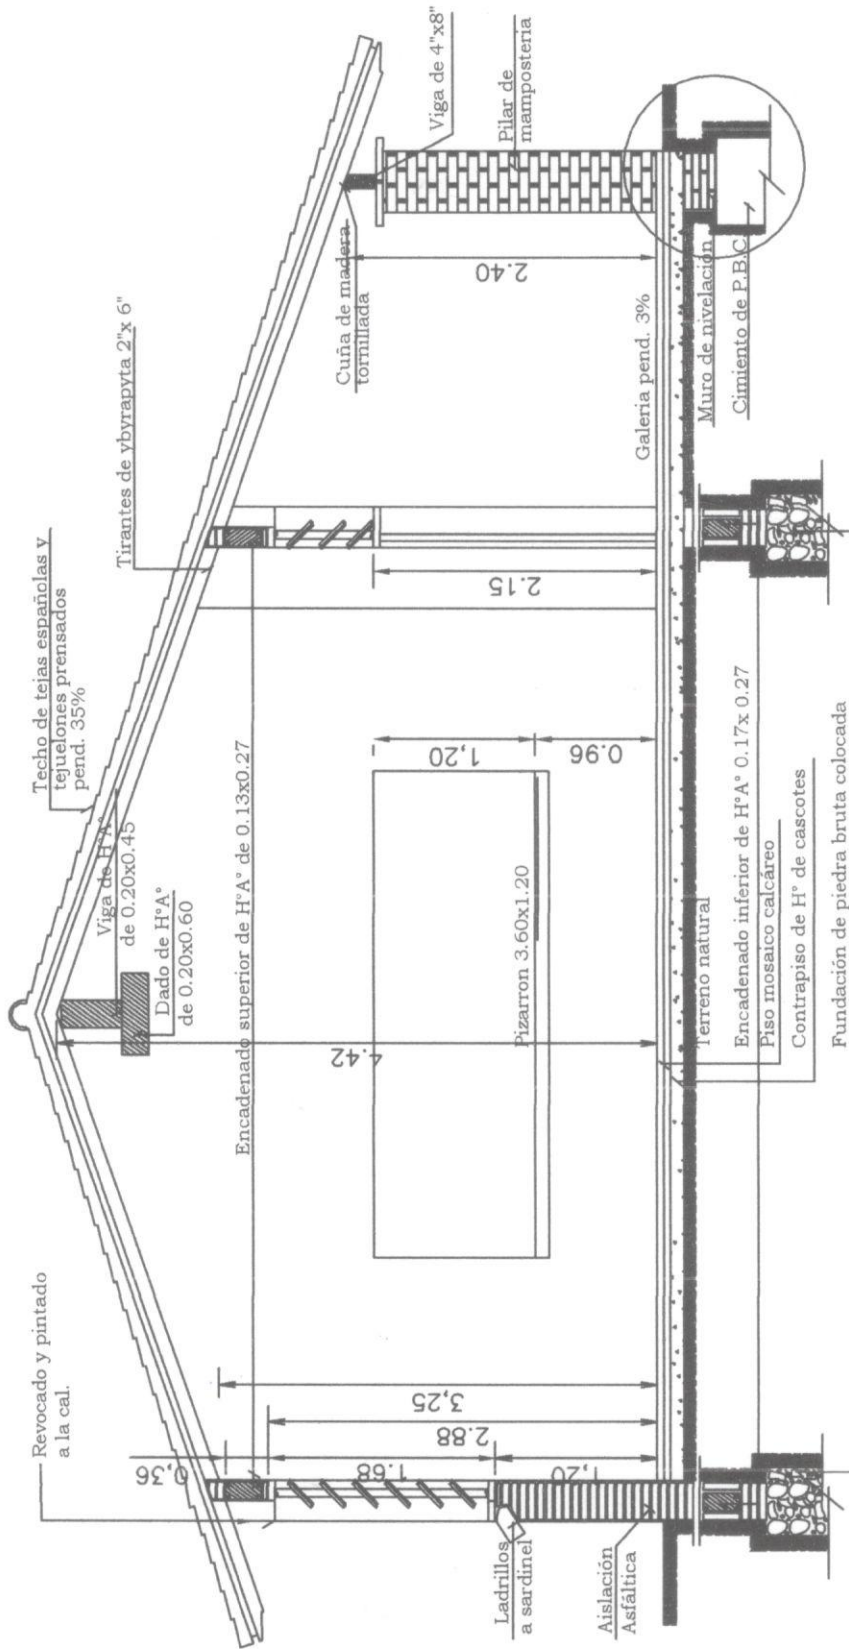 Revocado y pintado
a la cal.
Techo de tejas españolas y
tejuelones prensados
pend. 35%
Tirantes de ybyrapyta 2"x 6"
Viga de H°A°
de 0.20x0.45
Dado de H°A°
de 0.20x0.60
Cuña de madera
tornillada
Viga de 4"x8"
Pilar de
mamposteria
Encadenado superior de H°A° de 0.13x0.27
4.42
2.40
0,36
1.68
1,20
2.88
3,25
Pizarron 3.60x1.20
1,20
0.96
2.15
Galeria pend. 3%
Ladrillos
a sardinel
Aislación
Asfáltica
Terreno natural
Encadenado inferior de H°A° 0.17x 0.27
Piso mosaico calcáreo
Contrapiso de H° de cascotes
Fundación de piedra bruta colocada
Muro de nivelación
Cimiento de P.B.C.